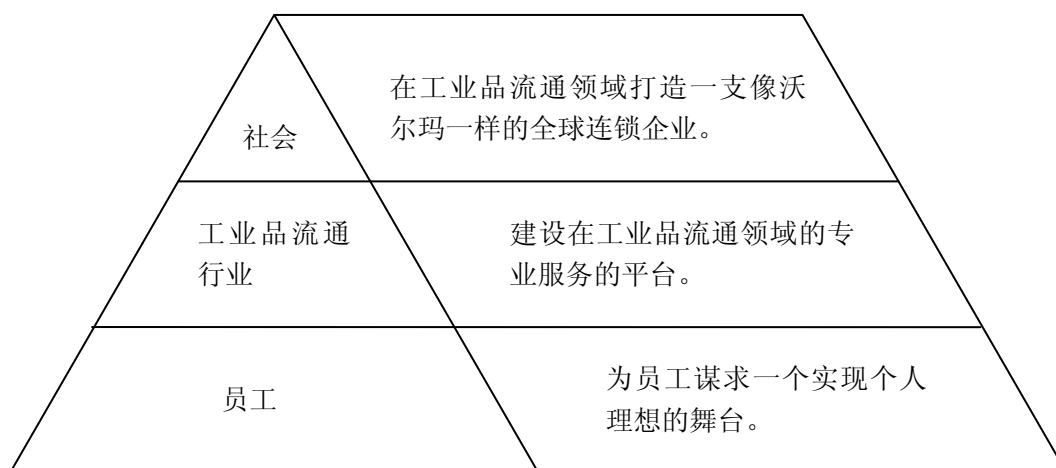 社会
在工业品流通领域打造一支像沃
尔玛一样的全球连锁企业。
工业品流通
行业
建设在工业品流通领域的专
业服务的平台。
员工
为员工谋求一个实现个人
理想的舞台。